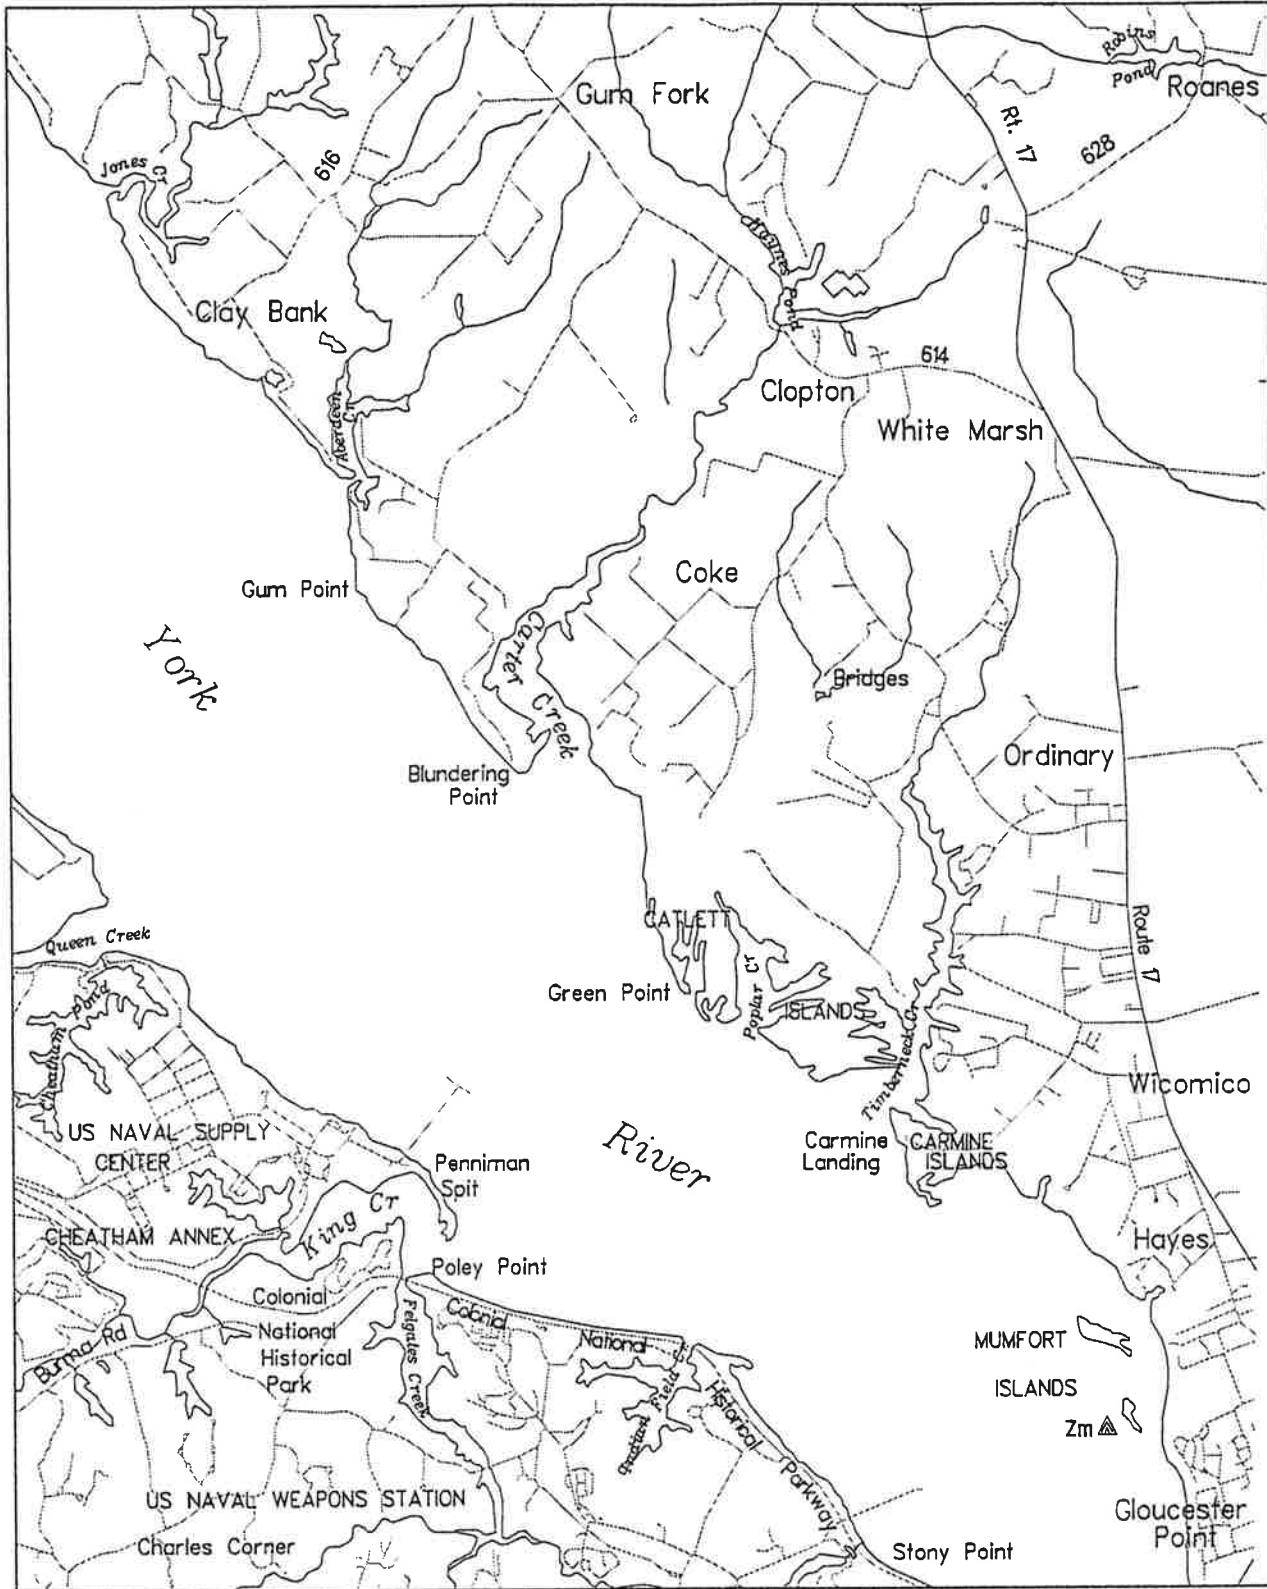 Robins
Pond
Roanes
Gum Fork
Rt. 17
628
616
Jones Cr
Haynes Pond
Clay Bank
614
Clopton
Aberdeen
Cr
White Marsh
Coke
Gum Point
York
Carter Creek
Bridges
Ordinary
Blundering
Point
CATLETT
Route 17
Queen Creek
Poplar Cr
Green Point
ISLANDS
Cheatham Pond
Timberneck Cr
Wicomico
US NAVAL SUPPLY
CENTER
River
Carmine
Landing
CARMINE
ISLANDS
Penniman
Spit
King Cr
CHEATHAM ANNEX
Hayes
Poley Point
Colonial
National
Historical
Park
Burma Rd
Felgates Creek
Colonial
National
Historical
Parkway
Indian Field
MUMFORT
ISLANDS
Zm
US NAVAL WEAPONS STATION
Gloucester
Point
Charles Corner
Stony Point